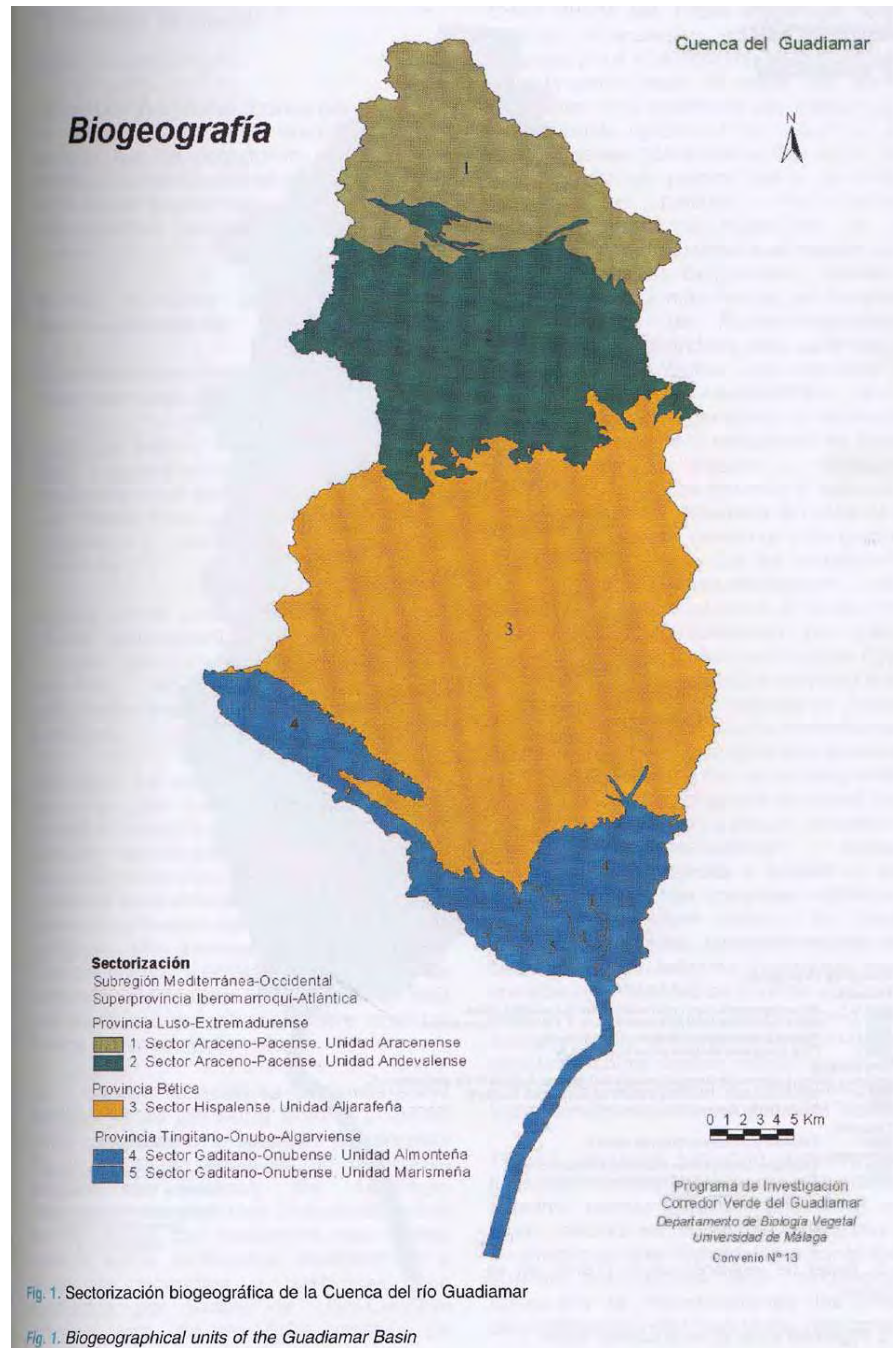 Cuenca del Guadiamar
Biogeografía
N
1
3
4
4
5
Sectorización
Subregión Mediterránea-Occidental
Superprovincia Iberomarroquí-Atlántica
Provincia Luso-Extremadurense
1. Sector Araceno-Pacense. Unidad Aracenense
2 Sector Araceno-Pacense. Unidad Andevalense
Provincia Bética
3. Sector Hispalense. Unidad Aljarafeña
Provincia Tingitano-Onubo-Algarviense
4. Sector Gaditano-Onubense. Unidad Almonteña
5. Sector Gaditano-Onubense. Unidad Marismeña
0 1 2 3 4 5 Km
Programa de Investigación
Corredor Verde del Guadiamar
Departamento de Biología Vegetal
Universidad de Málaga
Convenio Nº 13
Fig. 1. Sectorización biogeográfica de la Cuenca del río Guadiamar
Fig. 1. Biogeographical units of the Guadiamar Basin